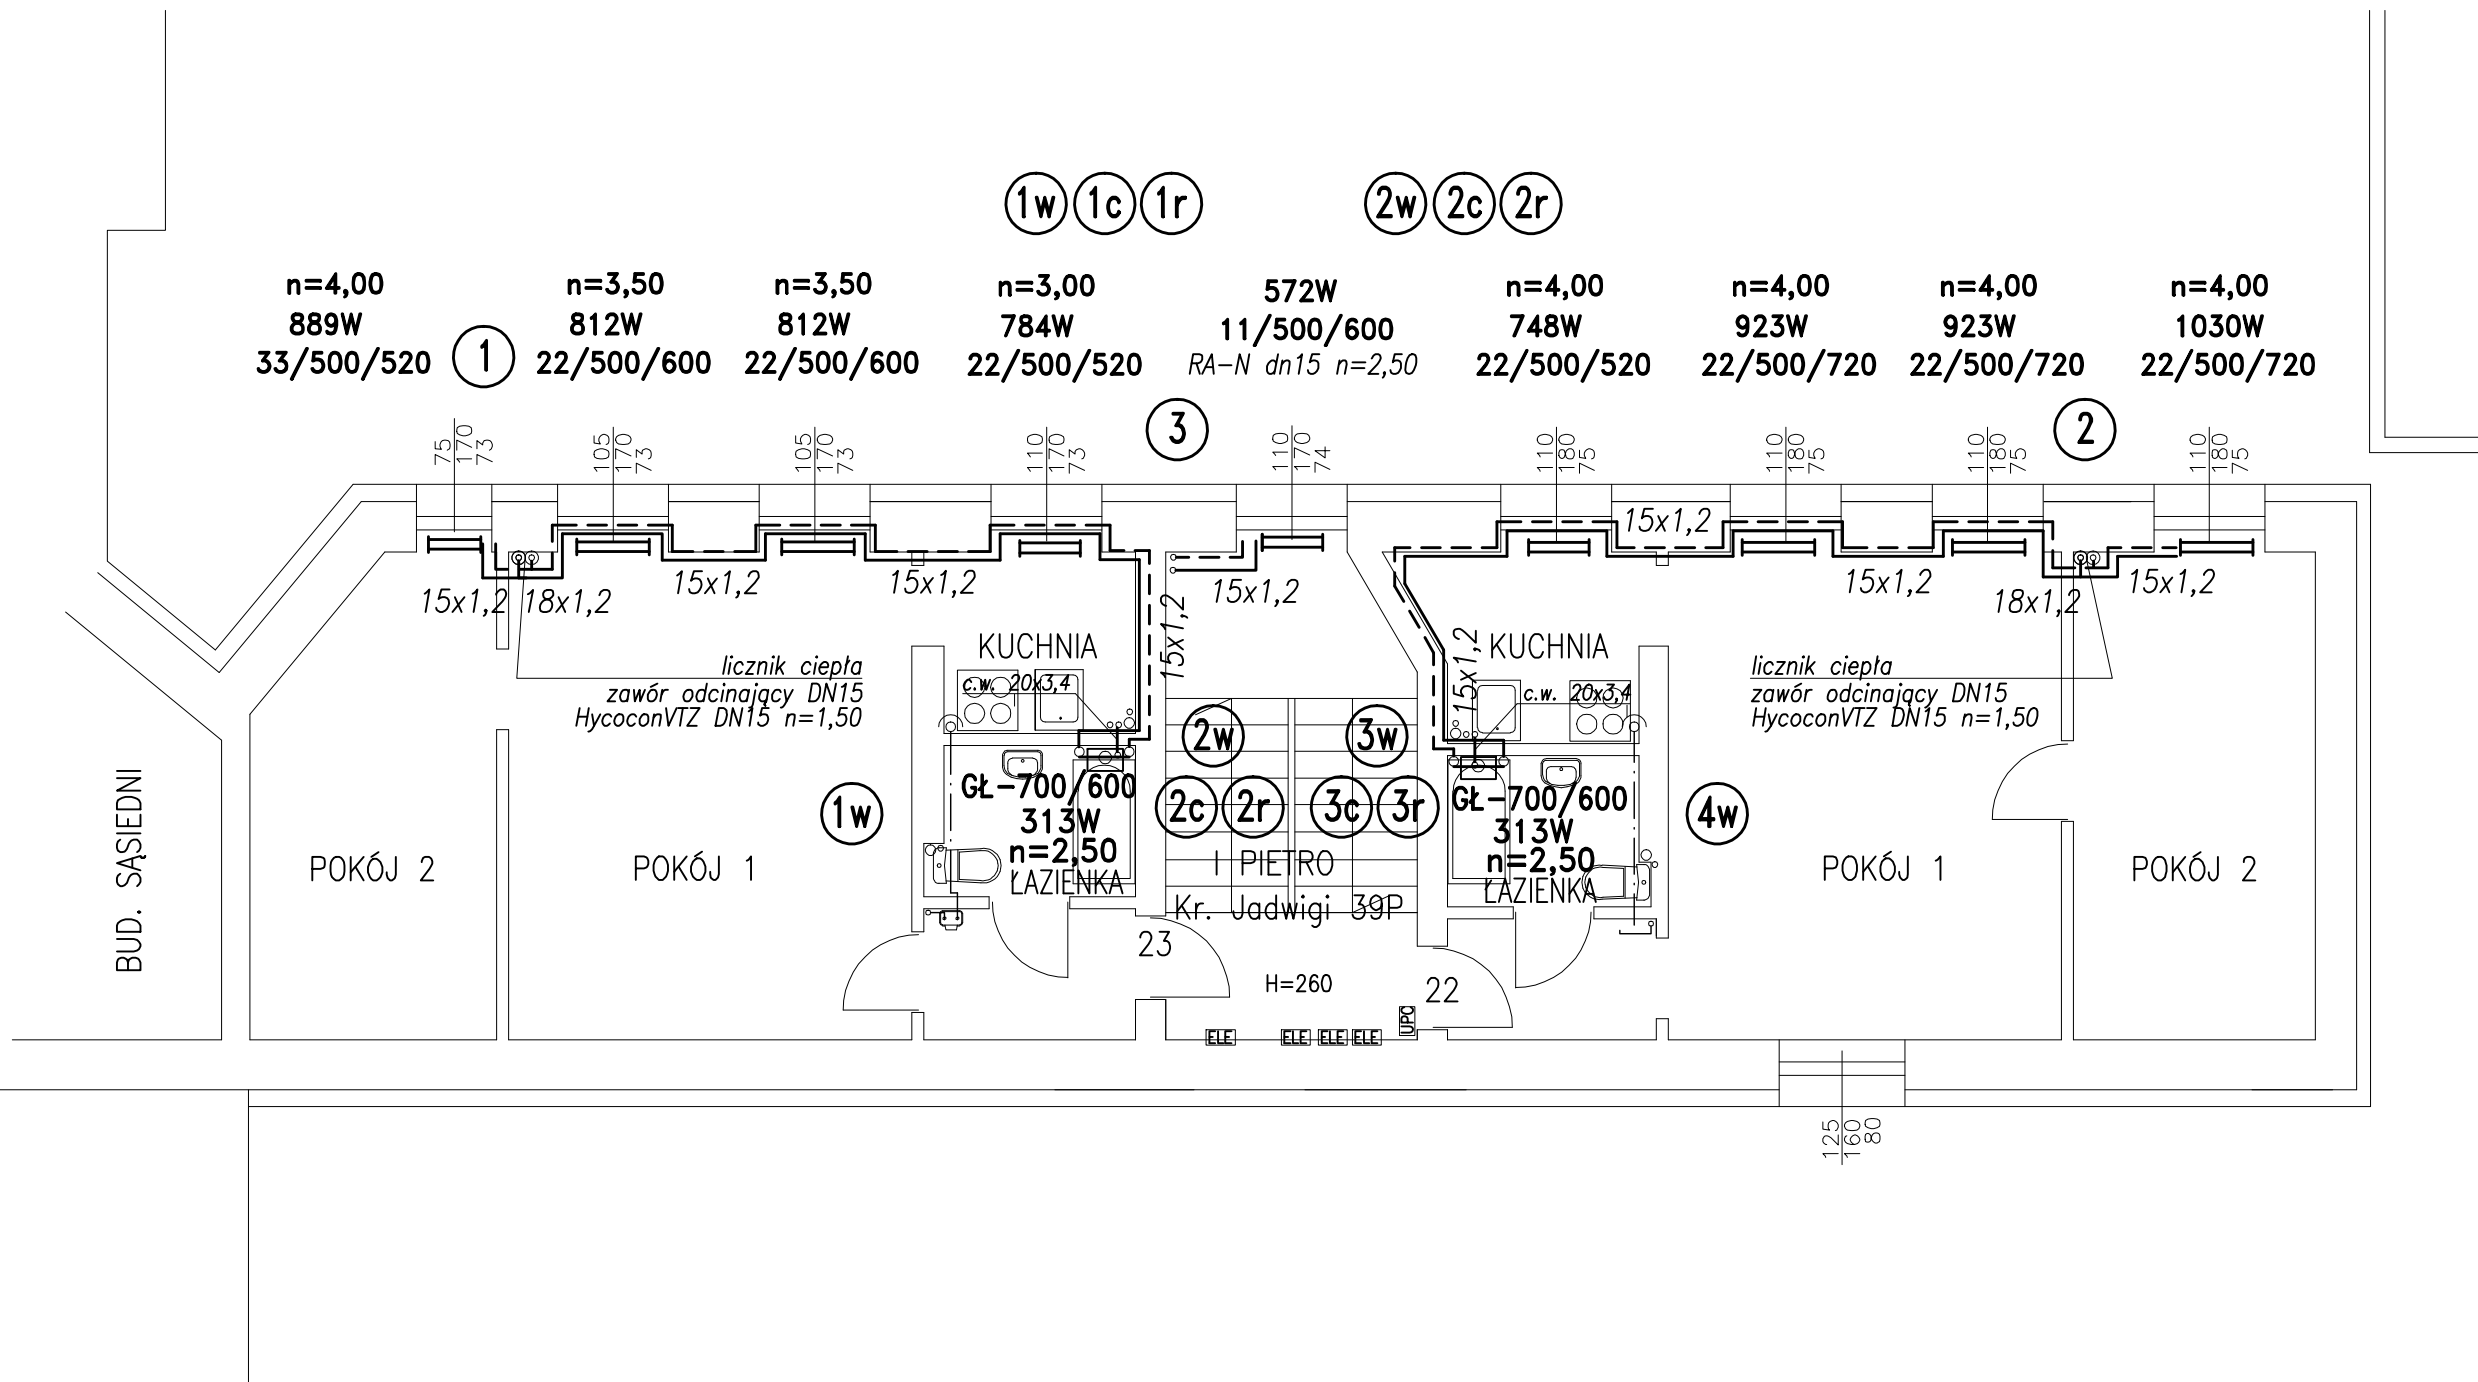 1w 1c 1r
2w 2c 2r
n=4,00
889W
33/500/520
1
n=3,50
812W
22/500/600
n=3,50
812W
22/500/600
n=3,00
784W
22/500/520
572W
11/500/600
RA-N dn15 n=2,50
n=4,00
748W
22/500/520
n=4,00
923W
22/500/720
n=4,00
923W
22/500/720
n=4,00
1030W
22/500/720
3
2
75
170
73
105
170
73
105
170
73
110
170
73
110
170
74
110
180
75
110
180
75
110
180
75
110
180
75
15x1,2
18x1,2
15x1,2
15x1,2
15x1,2
15x1,2
15x1,2
15x1,2
15x1,2
18x1,2
15x1,2
KUCHNIA
c.w. 20x3,4
KUCHNIA
c.w. 20x3,4
licznik ciepła
zawór odcinający DN15
HycoconVTZ DN15 n=1,50
licznik ciepła
zawór odcinający DN15
HycoconVTZ DN15 n=1,50
2w
3w
2c 2r
3c 3r
1w
4w
GŁ-700/600
313W
n=2,50
ŁAZIENKA
GŁ-700/600
313W
n=2,50
ŁAZIENKA
BUD. SĄSIEDNI
POKÓJ 2
POKÓJ 1
I PIETRO
Kr. Jadwigi 39P
POKÓJ 1
POKÓJ 2
23
H=260
22
UPC
ELE
ELE
ELE
ELE
125
160
80